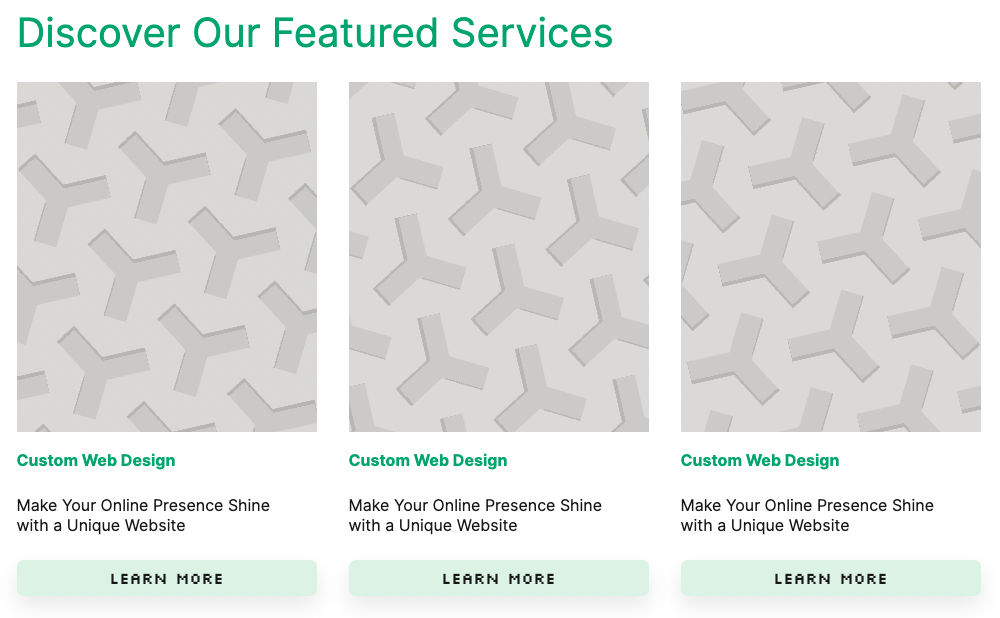 Discover Our Featured Services
Custom Web Design
Make Your Online Presence Shine
with a Unique Website
LEARN MORE
Custom Web Design
Make Your Online Presence Shine
with a Unique Website
LEARN MORE
Custom Web Design
Make Your Online Presence Shine
with a Unique Website
LEARN MORE